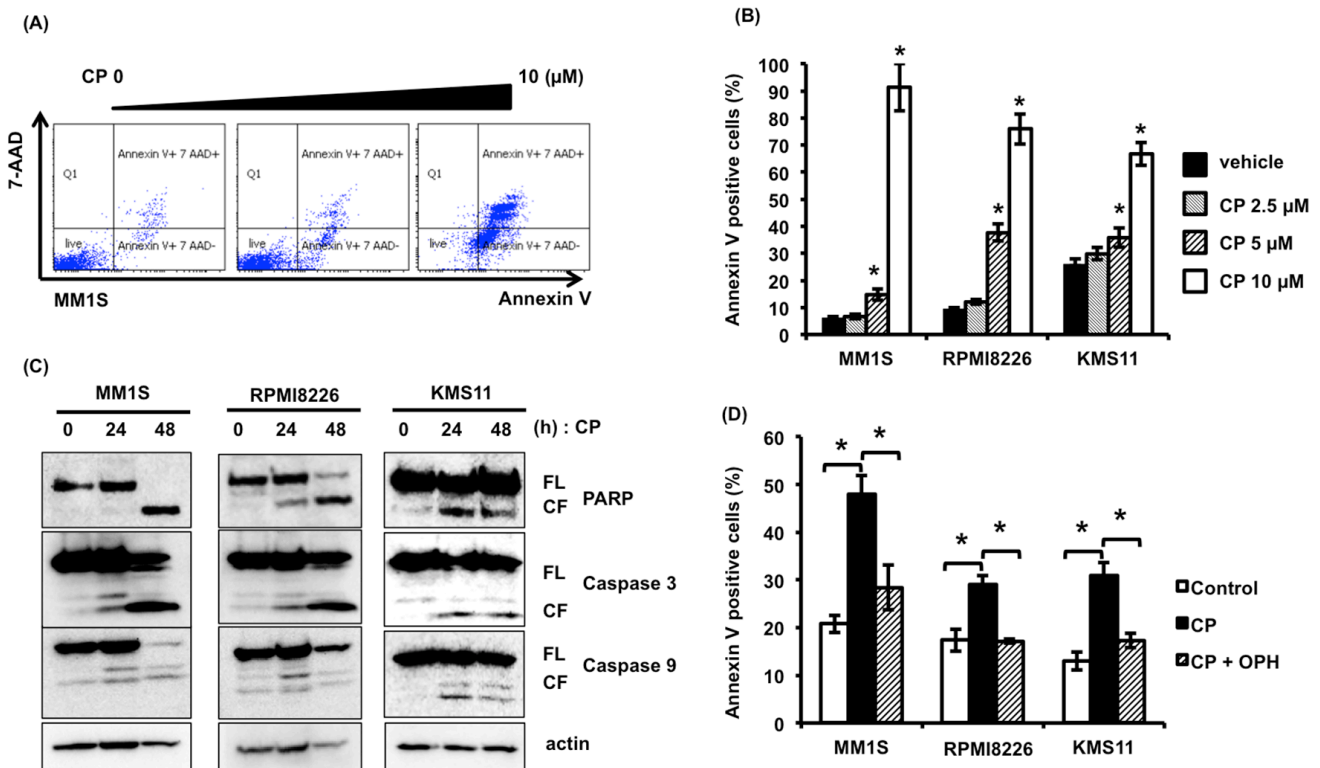 (A)
CP 0
10 (µM)
7-AAD
Q1
Annexin V+ 7 AAD+
live
Annexin V+ 7 AAD-
Q1
Annexin V+ 7 AAD+
live
Annexin V+ 7 AAD-
Q1
Annexin V+ 7 AAD+
live
Annexin V+ 7 AAD-
MM1S
Annexin V
(B)
Annexin V positive cells (%)
100
90
80
70
60
50
40
30
20
10
0
* * * * * *
MM1S RPMI8226 KMS11
vehicle
CP 2.5 µM
CP 5 µM
CP 10 µM
(C)
MM1S RPMI8226 KMS11
0 24 48 0 24 48 0 24 48 (h) : CP
FL
CF
PARP
FL
CF
Caspase 3
FL
CF
Caspase 9
actin
(D)
Annexin V positive cells (%)
60
50
40
30
20
10
0
* * * * * *
MM1S RPMI8226 KMS11
Control
CP
CP + OPH